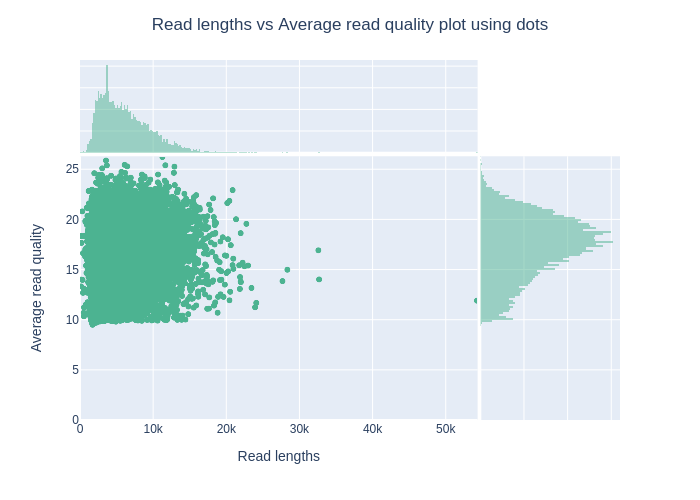 Read lengths vs Average read quality plot using dots
25
20
15
10
5
0
Average read quality
0 10k 20k 30k 40k 50k
Read lengths